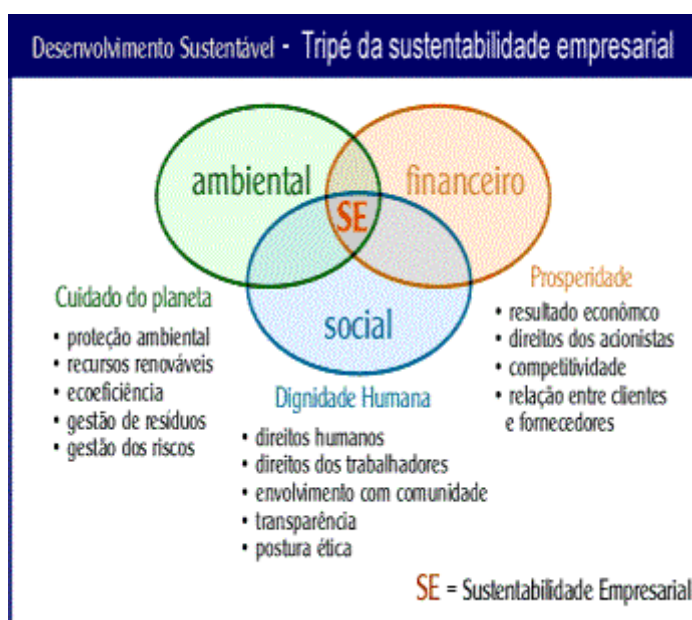 Desenvolvimento Sustentável - Tripé da sustentabilidade empresarial
ambiental
financeiro
SE
social
Cuidado do planeta
• proteção ambiental
• recursos renováveis
• ecoeficiência
• gestão de resíduos
• gestão dos riscos
Dignidade Humana
• direitos humanos
• direitos dos trabalhadores
• envolvimento com comunidade
• transparência
• postura ética
Prosperidade
• resultado econômco
• direitos dos acionistas
• competitividade
• relação entre clientes
e fornecedores
SE = Sustentabilidade Empresarial